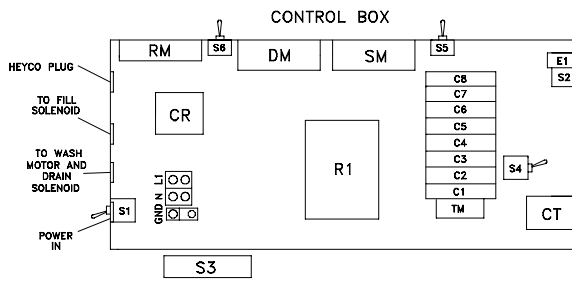 CONTROL BOX
RM
S6
DM
SM
S5
E1
S2
HEYCO PLUG
C8
C7
C6
C5
C4
C3
C2
C1
TM
TO FILL
SOLENOID
CR
R1
S4
TO WASH
MOTOR AND
DRAIN
SOLENOID
L1
N
GND
S1
CT
POWER
IN
S3